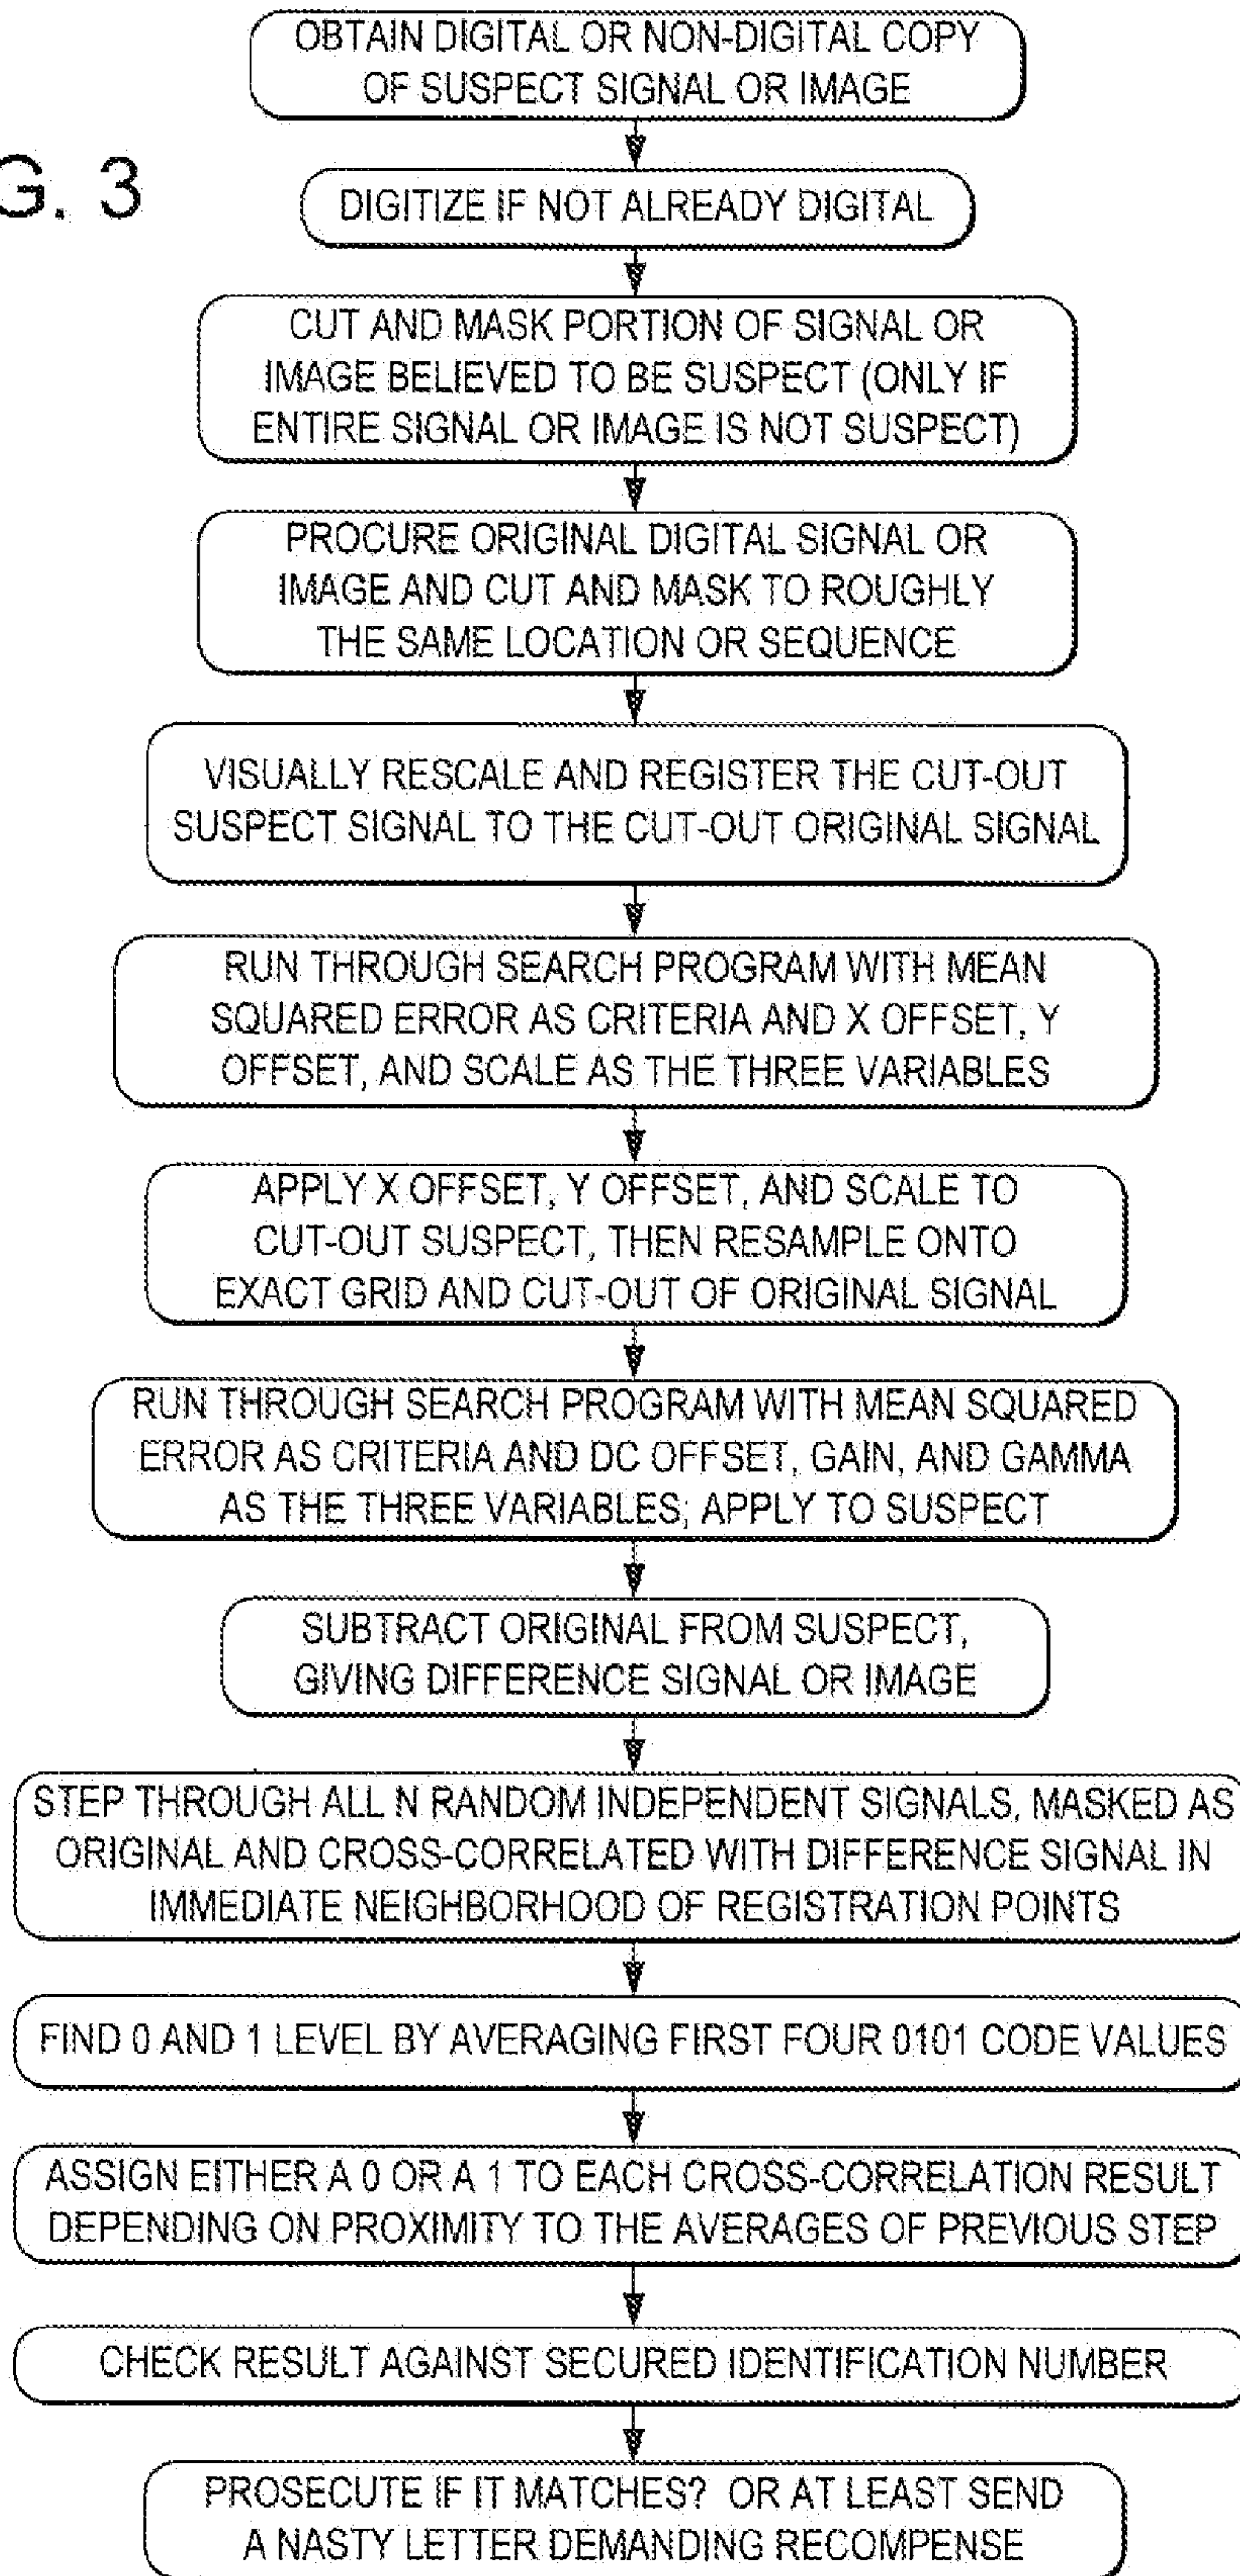 OBTAIN DIGITAL OR NON-DIGITAL COPY
OF SUSPECT SIGNAL OR IMAGE
G. 3
DIGITIZE IF NOT ALREADY DIGITAL
CUT AND MASK PORTION OF SIGNAL OR
IMAGE BELIEVED TO BE SUSPECT (ONLY IF
ENTIRE SIGNAL OR IMAGE IS NOT SUSPECT)
PROCURE ORIGINAL DIGITAL SIGNAL OR
IMAGE AND CUT AND MASK TO ROUGHLY
THE SAME LOCATION OR SEQUENCE
VISUALLY RESCALE AND REGISTER THE CUT-OUT
SUSPECT SIGNAL TO THE CUT-OUT ORIGINAL SIGNAL
RUN THROUGH SEARCH PROGRAM WITH MEAN
SQUARED ERROR AS CRITERIA AND X OFFSET, Y
OFFSET, AND SCALE AS THE THREE VARIABLES
APPLY X OFFSET, Y OFFSET, AND SCALE TO
CUT-OUT SUSPECT, THEN RESAMPLE ONTO
EXACT GRID AND CUT-OUT OF ORIGINAL SIGNAL
RUN THROUGH SEARCH PROGRAM WITH MEAN SQUARED
ERROR AS CRITERIA AND DC OFFSET, GAIN, AND GAMMA
AS THE THREE VARIABLES; APPLY TO SUSPECT
SUBTRACT ORIGINAL FROM SUSPECT,
GIVING DIFFERENCE SIGNAL OR IMAGE
STEP THROUGH ALL N RANDOM INDEPENDENT SIGNALS, MASKED AS
ORIGINAL AND CROSS-CORRELATED WITH DIFFERENCE SIGNAL IN
IMMEDIATE NEIGHBORHOOD OF REGISTRATION POINTS
FIND 0 AND 1 LEVEL BY AVERAGING FIRST FOUR 0101 CODE VALUES
ASSIGN EITHER A 0 OR A 1 TO EACH CROSS-CORRELATION RESULT
DEPENDING ON PROXIMITY TO THE AVERAGES OF PREVIOUS STEP
CHECK RESULT AGAINST SECURED IDENTIFICATION NUMBER
PROSECUTE IF IT MATCHES? OR AT LEAST SEND
A NASTY LETTER DEMANDING RECOMPENSE